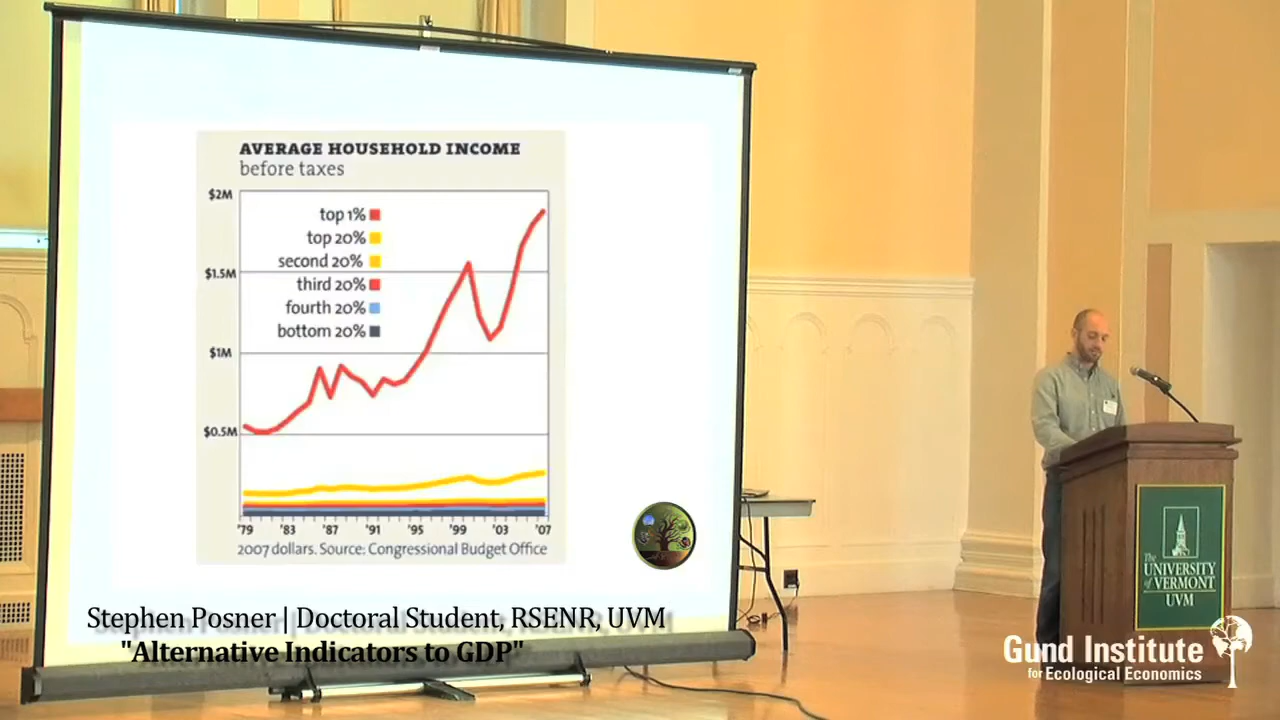 AVERAGE HOUSEHOLD INCOME
before taxes
$2M
top 1%
top 20%
second 20%
$1.5M
third 20%
fourth 20%
bottom 20%
$1M
$0.5M
'79 '83 '87 '91 '95 '99 '03 '07
2007 dollars. Source: Congressional Budget Office
Stephen Posner | Doctoral Student, RSENR, UVM
"Alternative Indicators to GDP"
The
UNIVERSITY
of VERMONT
UVM
Gund Institute
for Ecological Economics